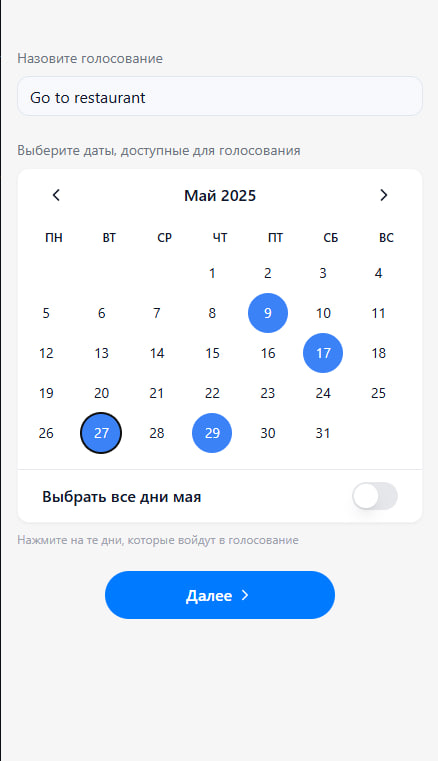 Назовите голосование
Go to restaurant
Выберите даты, доступные для голосования
Май 2025
ПН ВТ СР ЧТ ПТ СБ ВС
1 2 3 4
5 6 7 8 9 10 11
12 13 14 15 16 17 18
19 20 21 22 23 24 25
26 27 28 29 30 31
Выбрать все дни мая
Нажмите на те дни, которые войдут в голосование
Далее